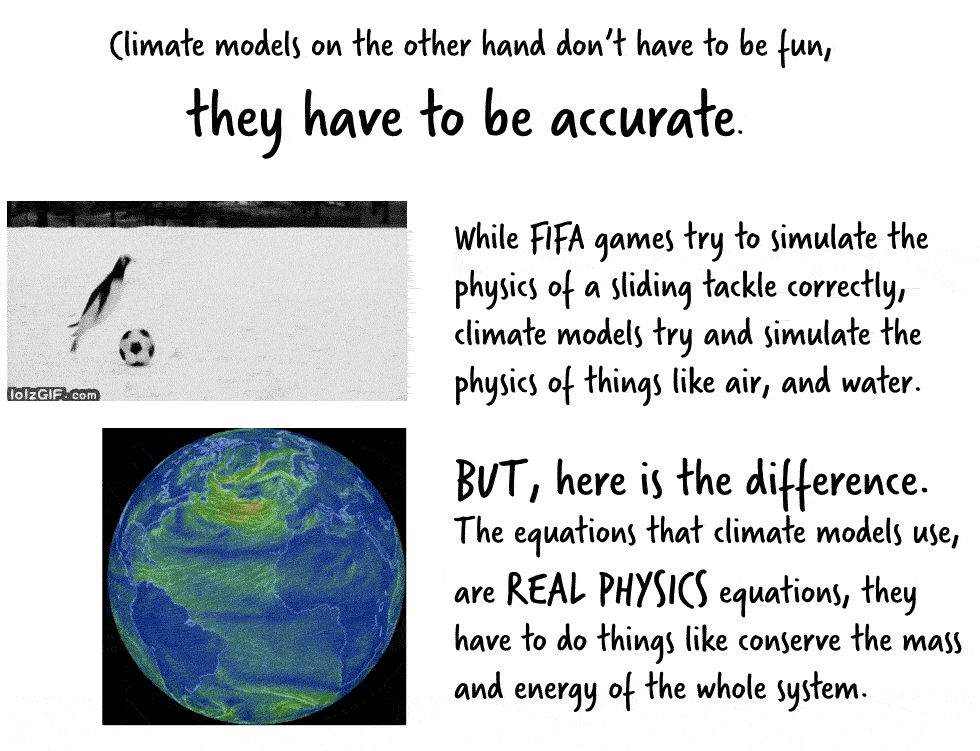 Climate models on the other hand don't have to be fun,
they have to be accurate.
While FIFA games try to simulate the
physics of a sliding tackle correctly,
climate models try and simulate the
physics of things like air, and water.
lolzGIF.com
BUT, here is the difference.
The equations that climate models use,
are REAL PHYSICS equations, they
have to do things like conserve the mass
and energy of the whole system.